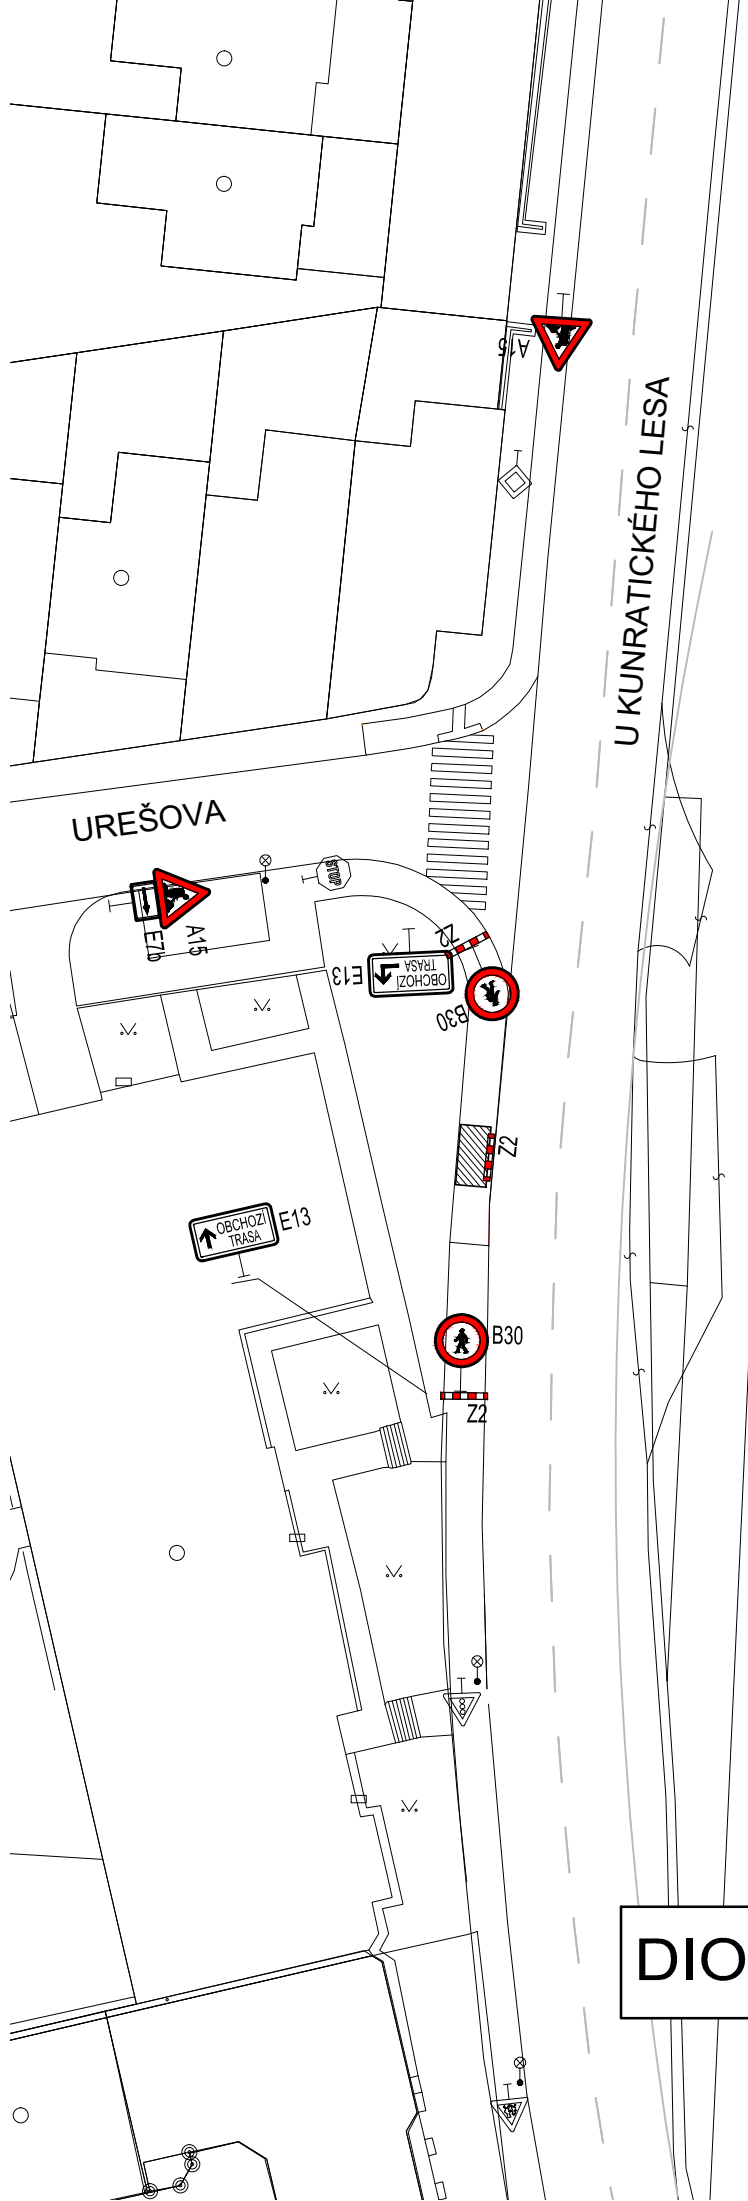 A15
U KUNRATICKÉHO LESA
UREŠOVA
STOP
A15
E7b
Z2
OBCHOZÍ
TRASA
E13
B30
Z2
OBCHOZÍ
TRASA
E13
B30
Z2
DIO